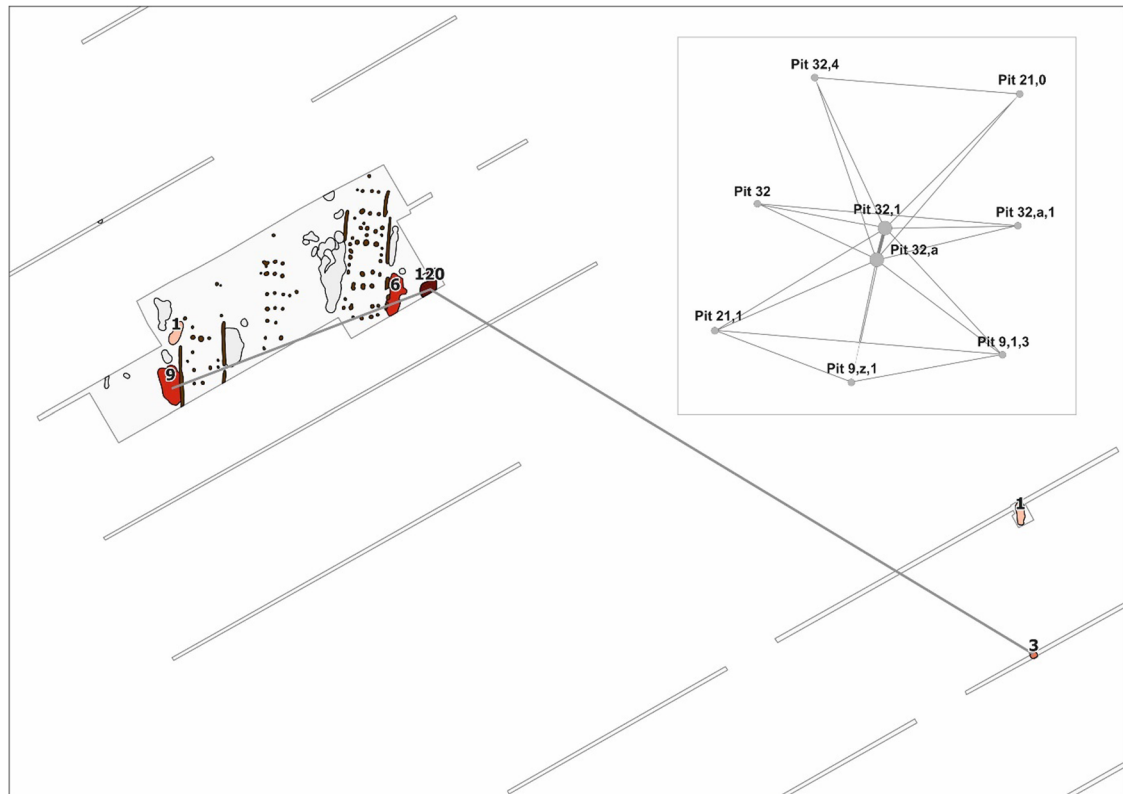 Pit 32,4
Pit 21,0
Pit 32
Pit 32,1
Pit 32,a,1
Pit 32,a
Pit 21,1
Pit 9,1,3
Pit 9,z,1
120
6
1
9
1
3